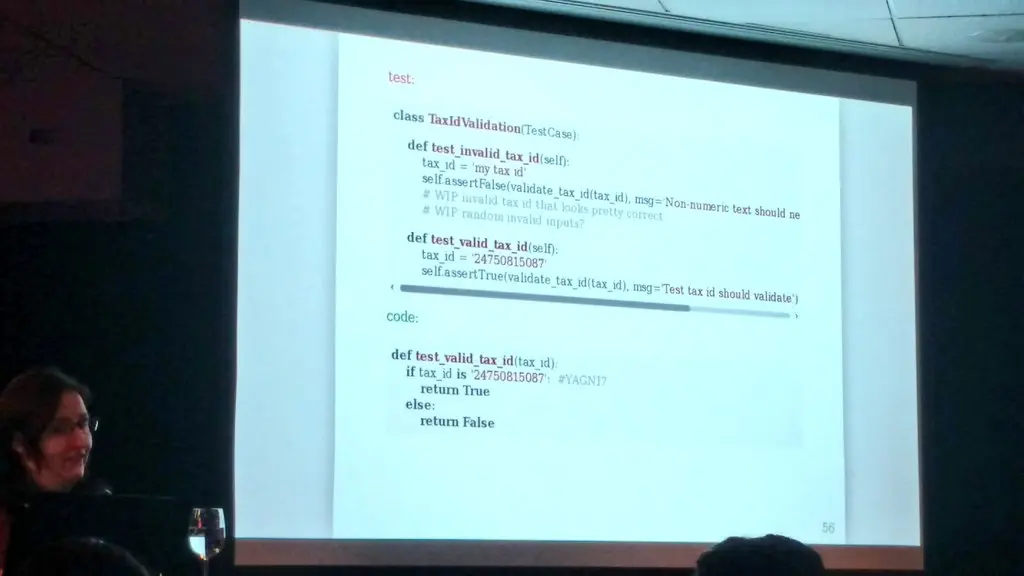 test:
class TaxIdValidation(TestCase):
def test_invalid_tax_id(self):
tax_id = 'my tax id'
self.assertFalse(validate_tax_id(tax_id), msg= Non-numeric text should ne
# WIP invalid tax id that looks pretty correct
# WIP random invalid inputs?
def test_valid_tax_id(self):
tax_id = '24750815087'
self.assertTrue(validate_tax_id(tax_id), msg='Test tax id should validate')
code:
def test_valid_tax_id(tax_id):
if tax_id is '24750815087': #YAGNI?
return True
else:
return False
56